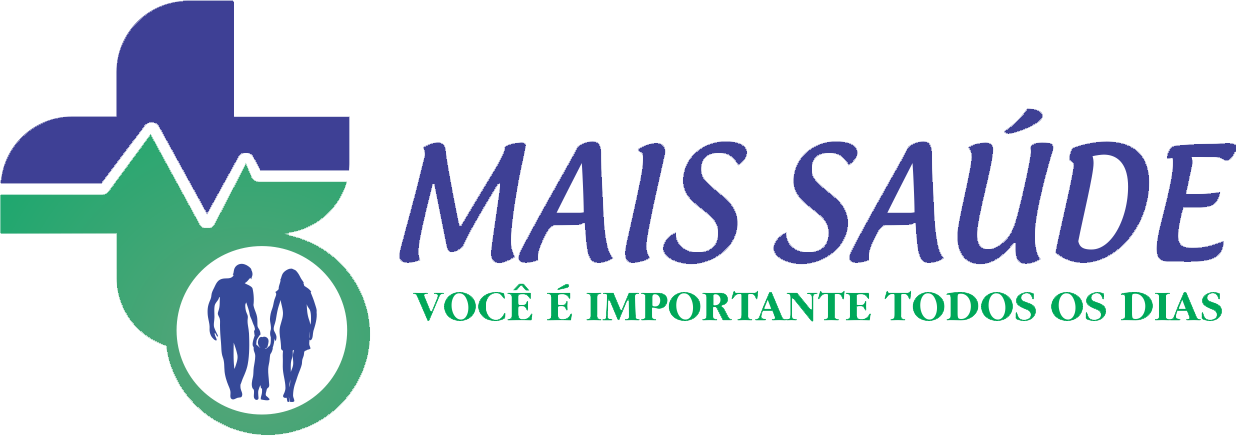 MAIS SAÚDE
VOCÊ É IMPORTANTE TODOS OS DIAS